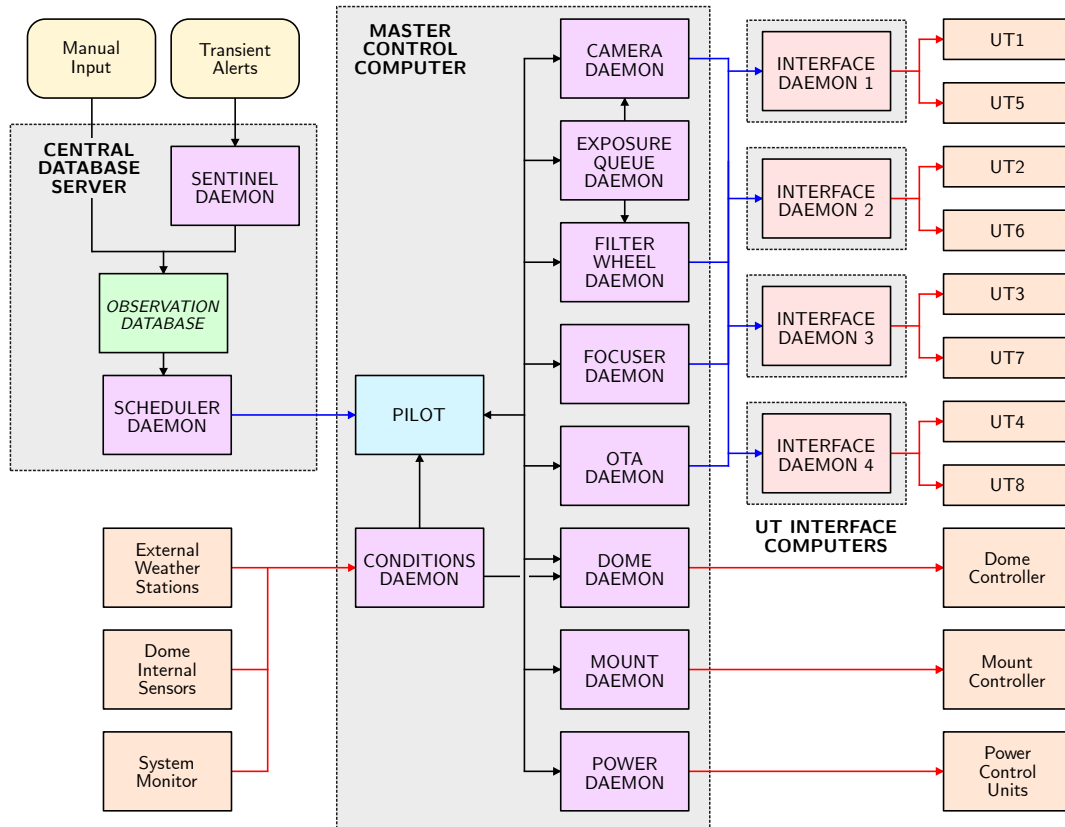 Manual
Input
Transient
Alerts
CENTRAL
DATABASE
SERVER
SENTINEL
DAEMON
OBSERVATION
DATABASE
SCHEDULER
DAEMON
External
Weather
Stations
Dome
Internal
Sensors
System
Monitor
MASTER
CONTROL
COMPUTER
PILOT
CONDITIONS
DAEMON
CAMERA
DAEMON
EXPOSURE
QUEUE
DAEMON
FILTER
WHEEL
DAEMON
FOCUSER
DAEMON
OTA
DAEMON
DOME
DAEMON
MOUNT
DAEMON
POWER
DAEMON
INTERFACE
DAEMON 1
INTERFACE
DAEMON 2
INTERFACE
DAEMON 3
INTERFACE
DAEMON 4
UT INTERFACE
COMPUTERS
UT1
UT5
UT2
UT6
UT3
UT7
UT4
UT8
Dome
Controller
Mount
Controller
Power
Control
Units